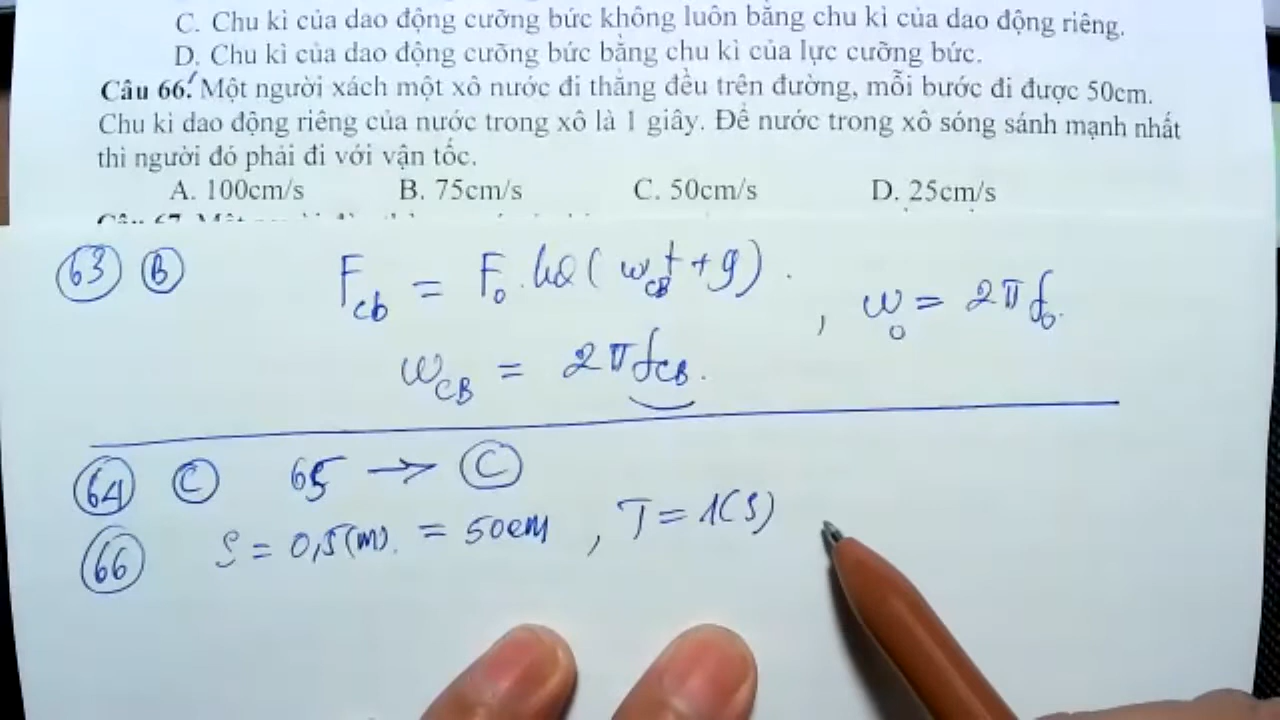 C. Chu kì của dao động cưỡng bức không luôn bằng chu kì của dao động riêng.
D. Chu kì của dao động cưỡng bức bằng chu kì của lực cưỡng bức.
Câu 66. Một người xách một xô nước đi thẳng đều trên đường, mỗi bước đi được 50cm.
Chu kì dao động riêng của nước trong xô là 1 giây. Để nước trong xô sóng sánh mạnh nhất
thì người đó phải đi với vận tốc.
A. 100cm/s B. 75cm/s C. 50cm/s D. 25cm/s
63 B F_cb = F_0 . cos( ω_CB t + φ) .
ω_CB = 2πf_CB. , ω_0 = 2πf_0.
64 C 65 → C
66 S = 0,5(m). = 50cm , T = 1(s)